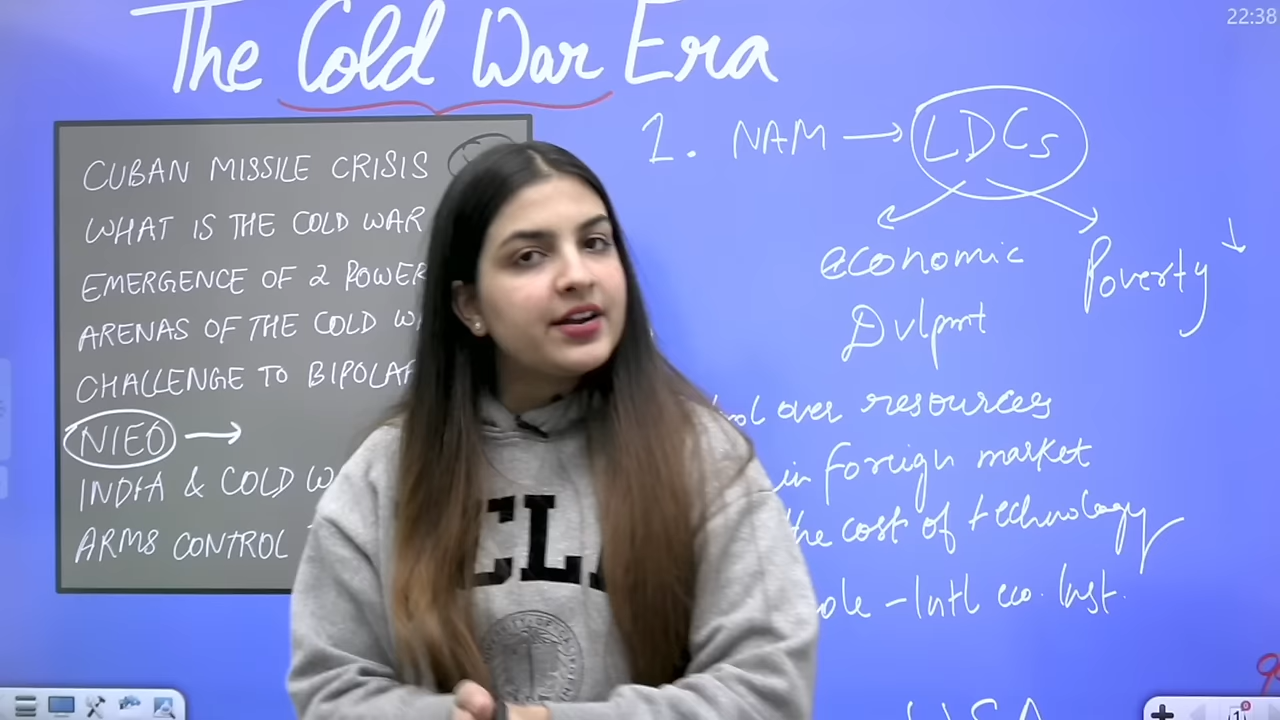 22:38
The Cold War Era
CUBAN MISSILE CRISIS
WHAT IS THE COLD WAR
EMERGENCE OF 2 POWER
ARENAS OF THE COLD
CHALLENGE TO
NIEO →
INDIA & COLD
ARMS CONTROL
1. NAM → LDCs
economic
Dvlpmt
Poverty ↓
over resources
in foreign market
the cost of technology
- Intl eco. Inst.
USA